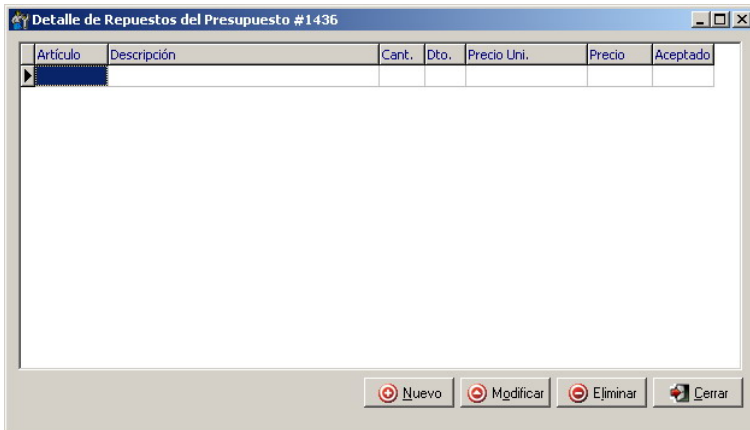 Detalle de Repuestos del Presupuesto #1436
Artículo Descripción Cant. Dto. Precio Uni. Precio Aceptado
Nuevo Modificar Eliminar Cerrar